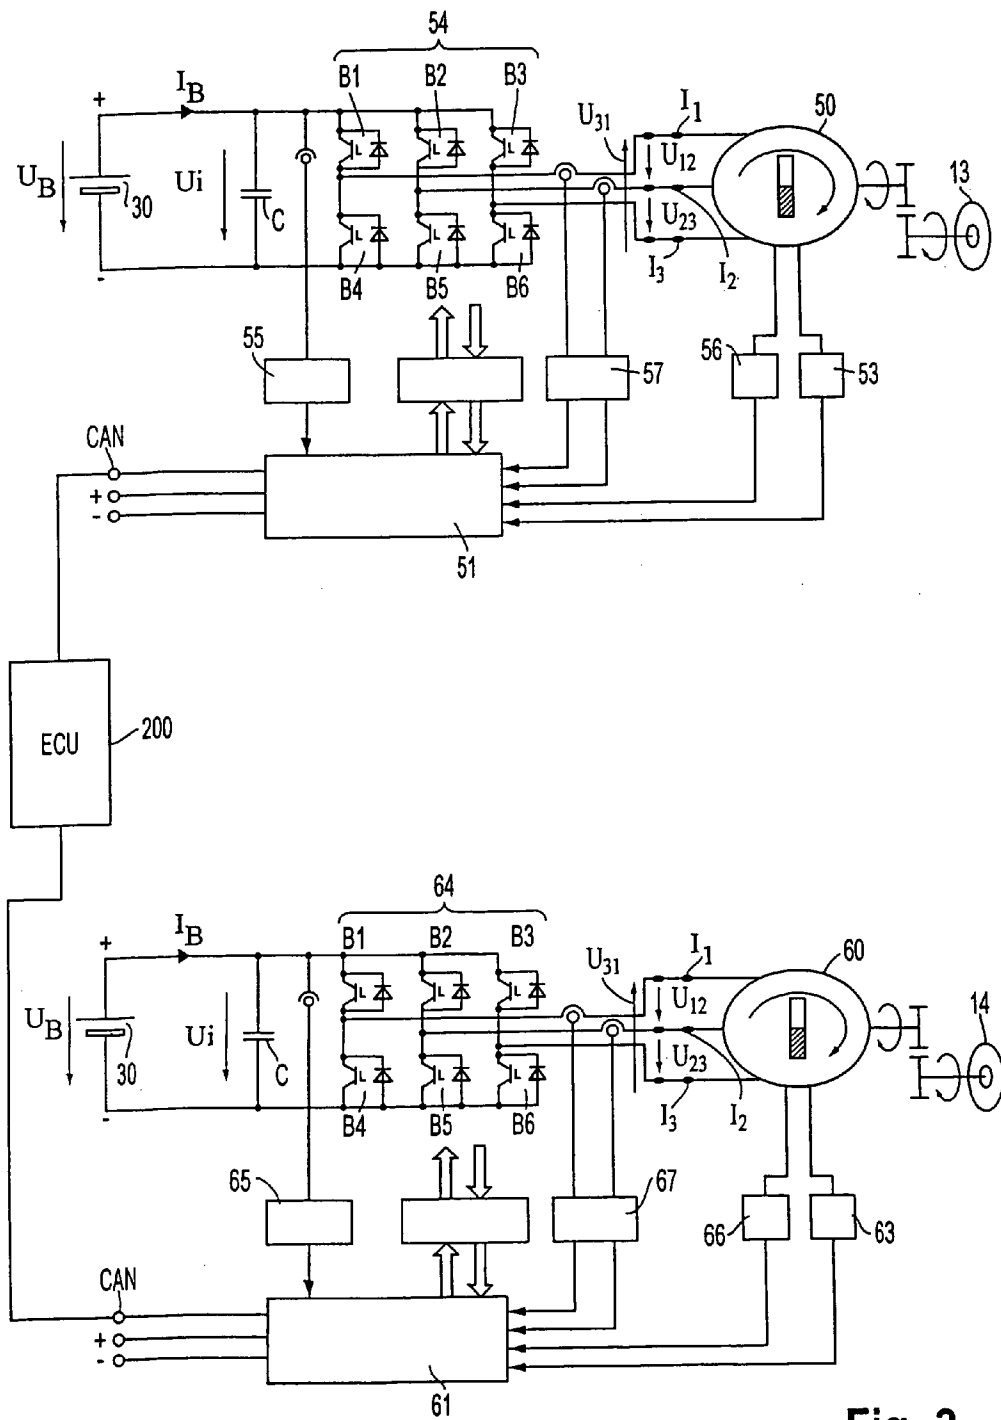 54
B1 B2 B3
+ I_B
U_31 I_1 50
U_B 30 Ui C
U_12
13
U_23
-
B4 B5 B6
I_3 I_2
55
56 53
57
CAN
+
-
51
ECU 200
64
B1 B2 B3
+ I_B
U_31 I_1 60
U_B 30 Ui C
U_12
14
U_23
-
B4 B5 B6
I_3 I_2
65
67
66 63
CAN
+
-
61